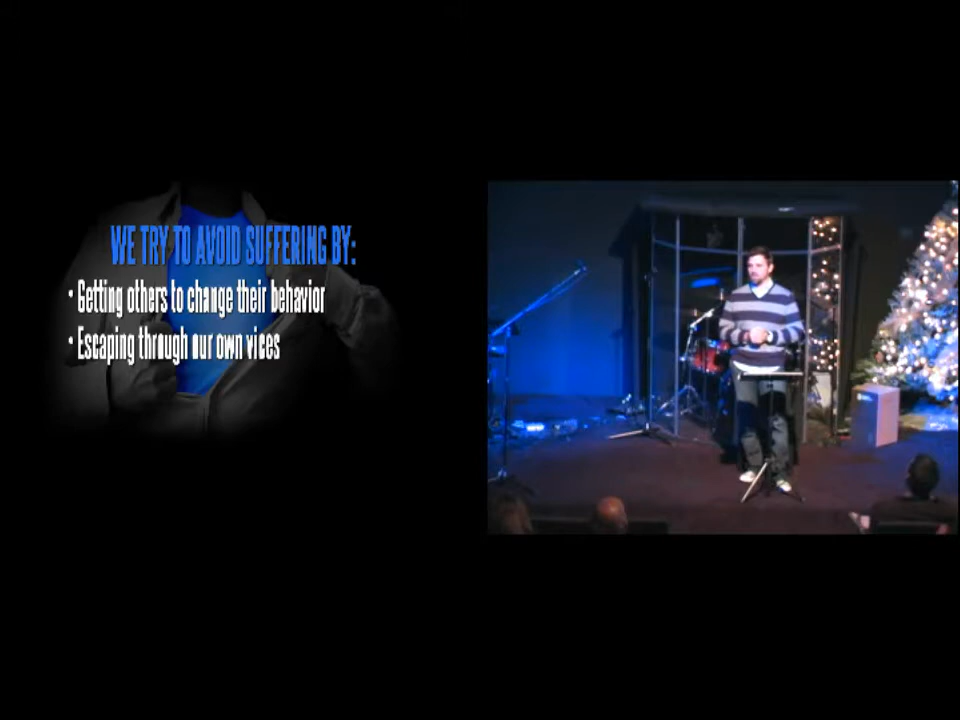 WE TRY TO AVOID SUFFERING BY:
• Getting others to change their behavior
• Escaping through our own vices